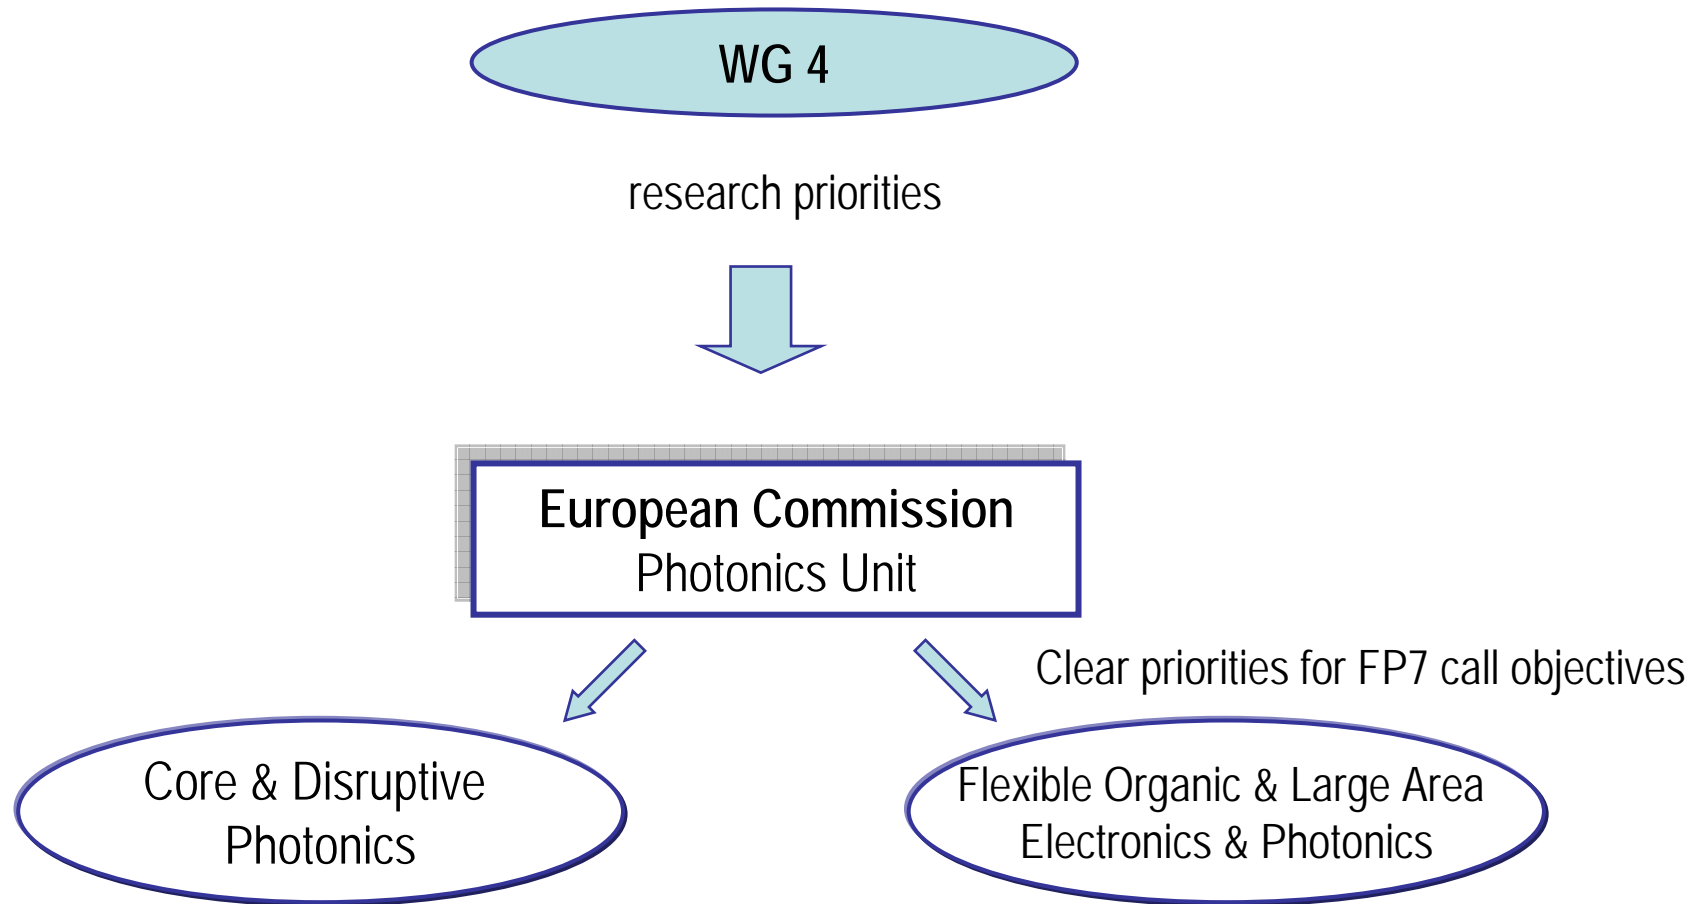 WG 4
research priorities
European Commission
Photonics Unit
Clear priorities for FP7 call objectives
Core & Disruptive
Photonics
Flexible Organic & Large Area
Electronics & Photonics